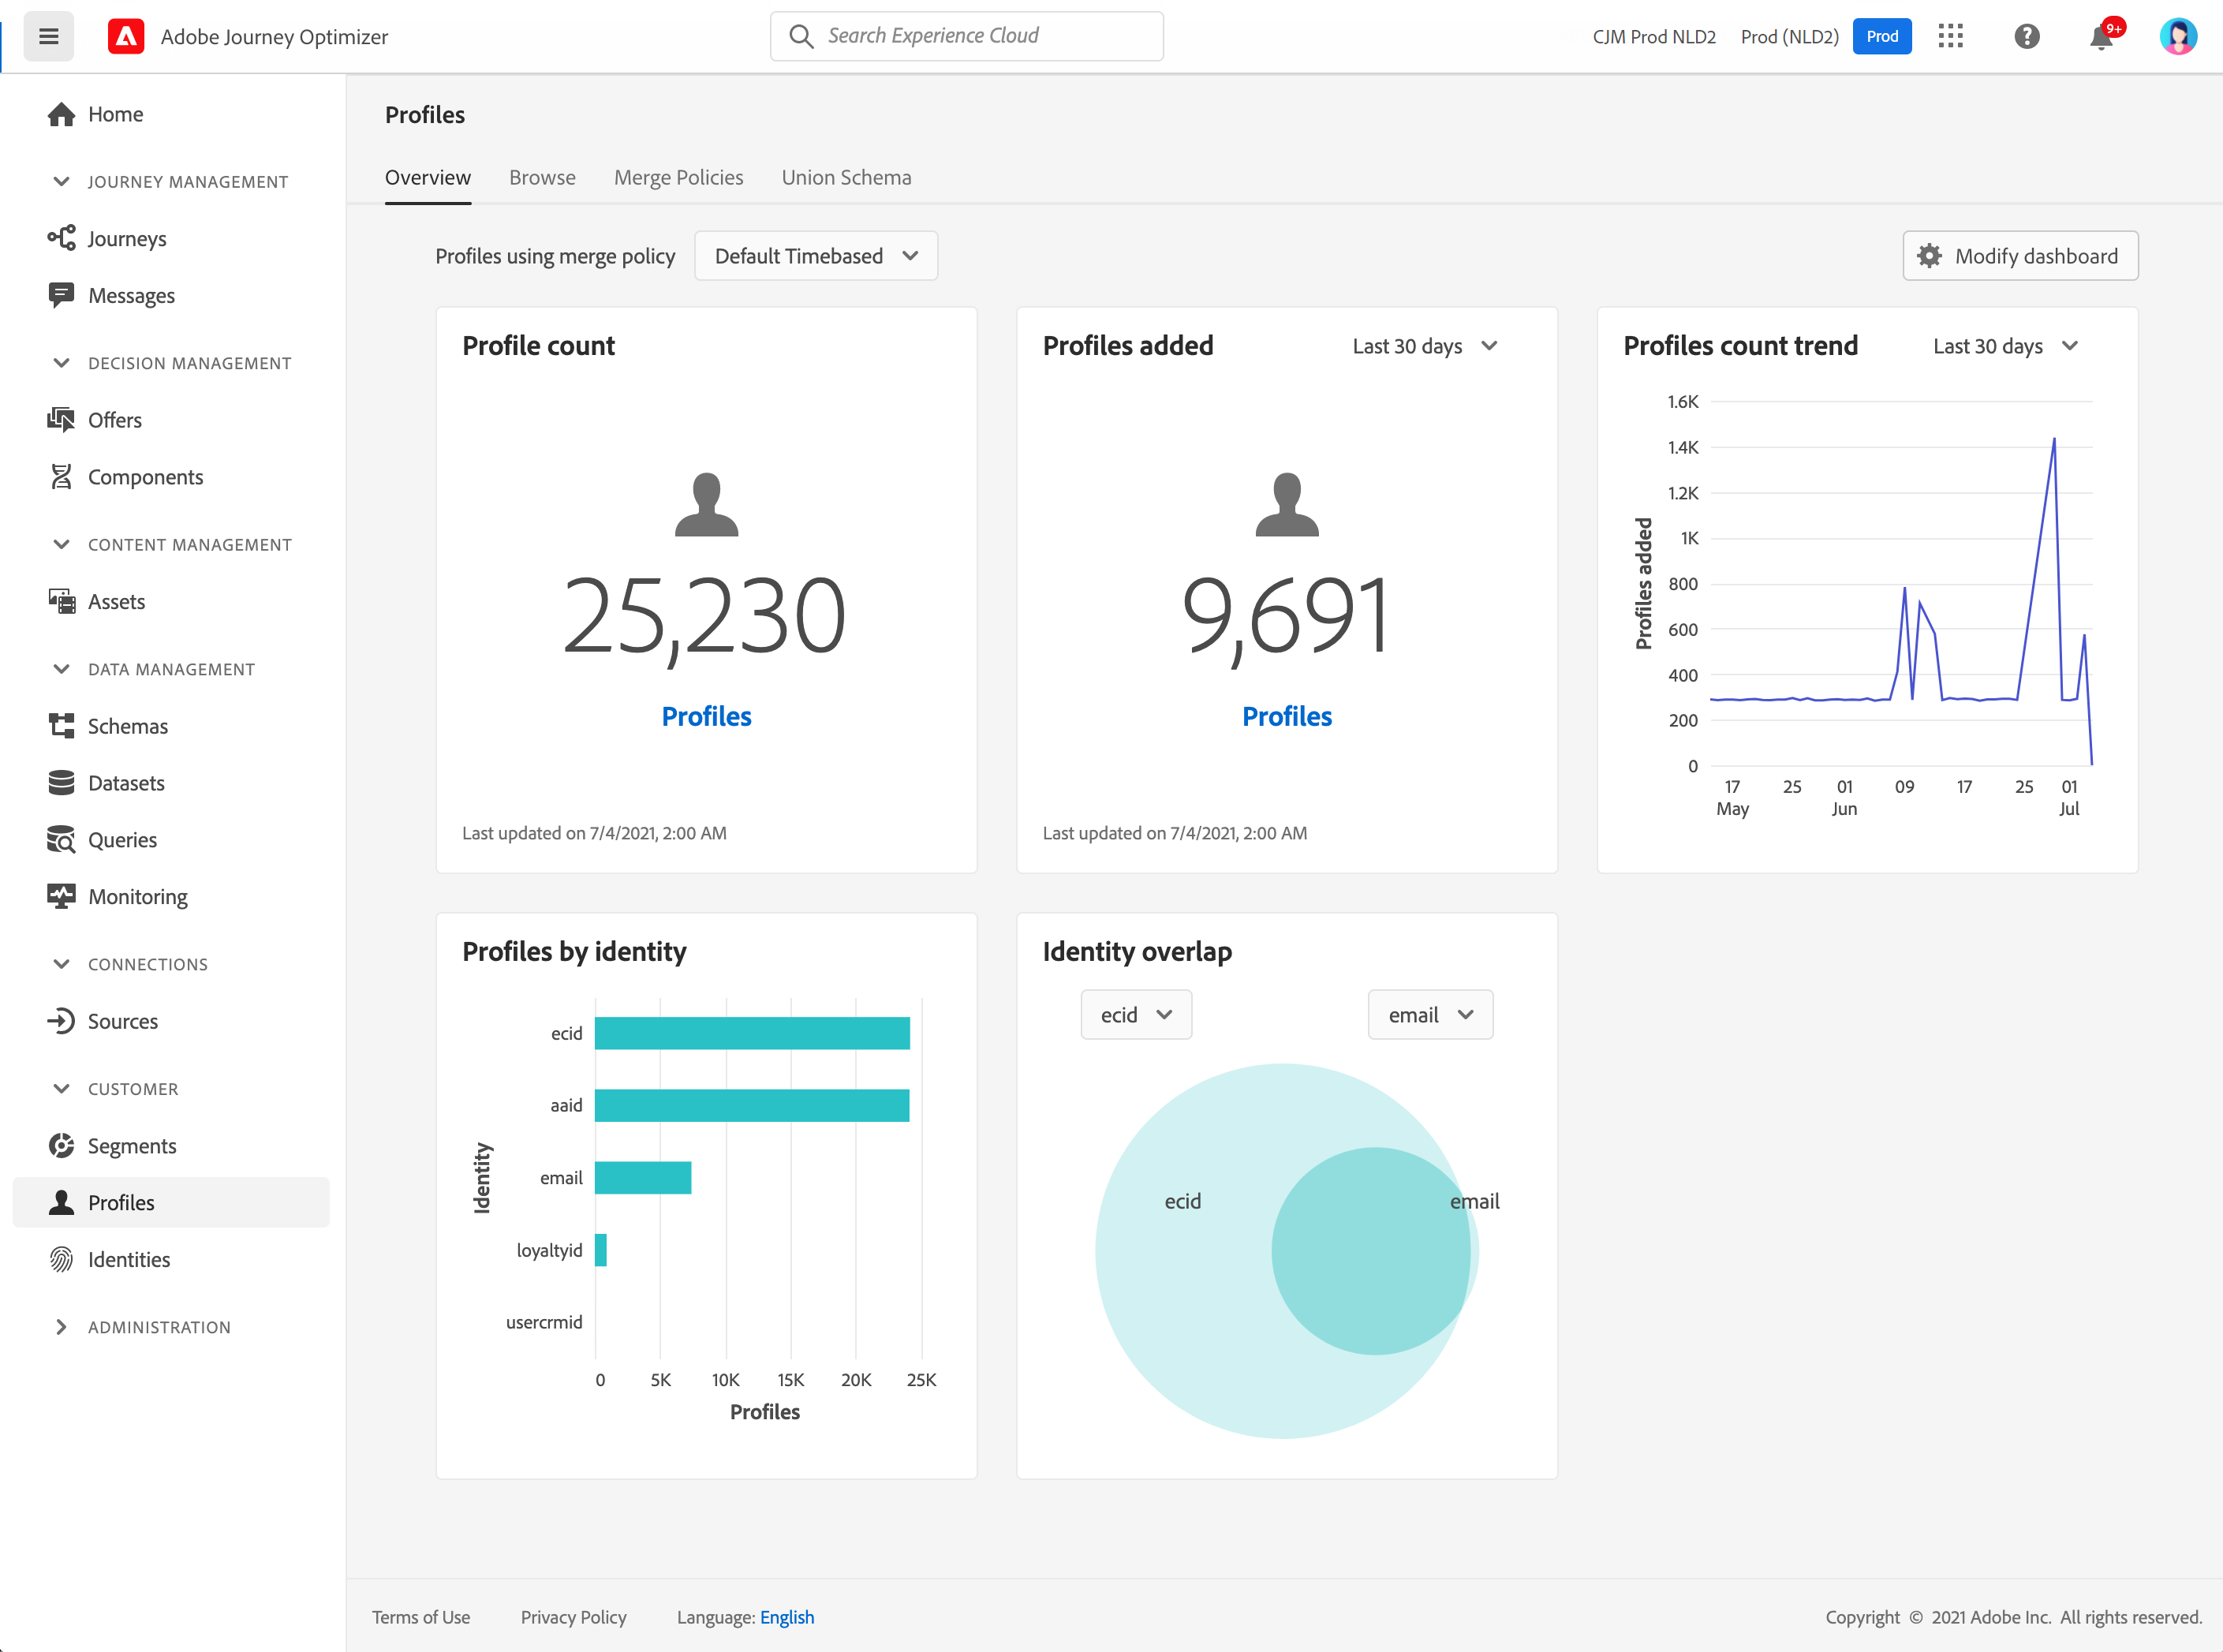 Adobe Journey Optimizer
Search Experience Cloud
CJM Prod NLD2
Prod (NLD2)
Prod
9+
Home
JOURNEY MANAGEMENT
Journeys
Messages
DECISION MANAGEMENT
Offers
Components
CONTENT MANAGEMENT
Assets
DATA MANAGEMENT
Schemas
Datasets
Queries
Monitoring
CONNECTIONS
Sources
CUSTOMER
Segments
Profiles
Identities
ADMINISTRATION
Profiles
Overview
Browse
Merge Policies
Union Schema
Profiles using merge policy
Default Timebased
Modify dashboard
Profile count
25,230
Profiles
Last updated on 7/4/2021, 2:00 AM
Profiles added
Last 30 days
9,691
Profiles
Last updated on 7/4/2021, 2:00 AM
Profiles count trend
Last 30 days
Profiles added
1.6K
1.4K
1.2K
1K
800
600
400
200
0
17 25 01 09 17 25 01
May Jun Jul
Profiles by identity
Identity
ecid
aaid
email
loyaltyid
usercrmid
0 5K 10K 15K 20K 25K
Profiles
Identity overlap
ecid
email
ecid
email
Terms of Use
Privacy Policy
Language: English
Copyright © 2021 Adobe Inc. All rights reserved.